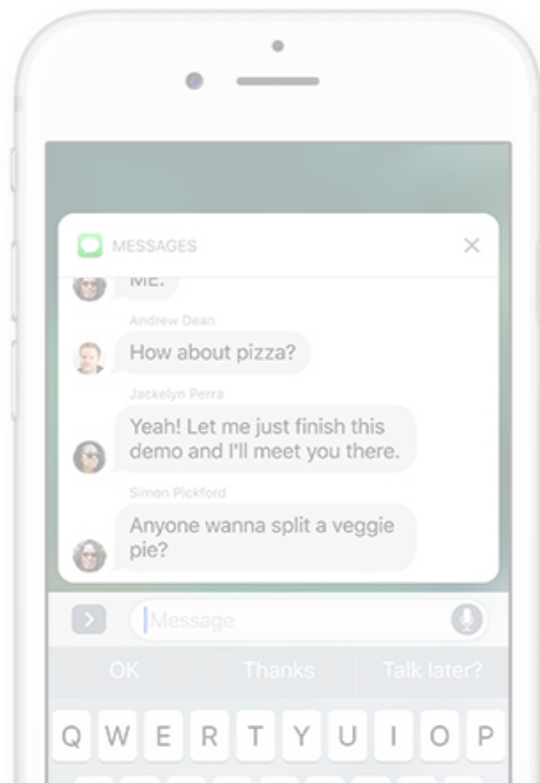 MESSAGES
ME.
Andrew Dean
How about pizza?
Jackelyn Perra
Yeah! Let me just finish this
demo and I'll meet you there.
Simon Pickford
Anyone wanna split a veggie
pie?
Message
OK Thanks Talk later?
Q W E R T Y U I O P